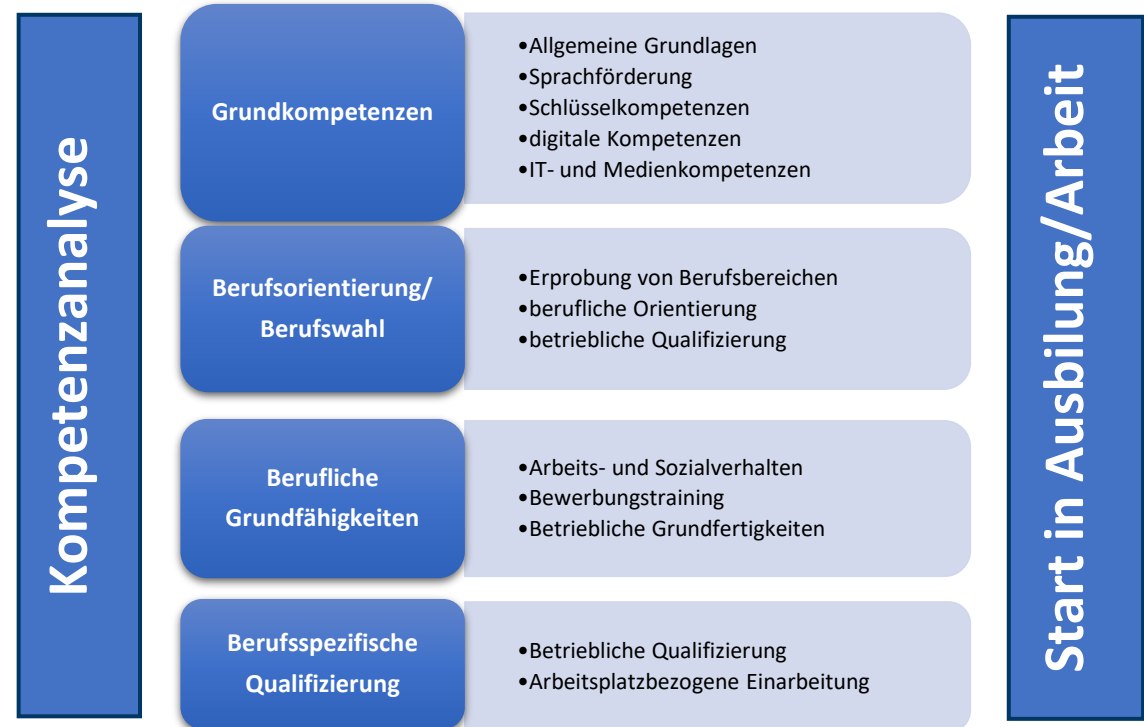 Kompetenzanalyse
Grundkompetenzen
•Allgemeine Grundlagen
•Sprachförderung
•Schlüsselkompetenzen
•digitale Kompetenzen
•IT- und Medienkompetenzen
Berufsorientierung/
Berufswahl
•Erprobung von Berufsbereichen
•berufliche Orientierung
•betriebliche Qualifizierung
Berufliche
Grundfähigkeiten
•Arbeits- und Sozialverhalten
•Bewerbungstraining
•Betriebliche Grundfertigkeiten
Berufsspezifische
Qualifizierung
•Betriebliche Qualifizierung
•Arbeitsplatzbezogene Einarbeitung
Start in Ausbilung/Arbeit